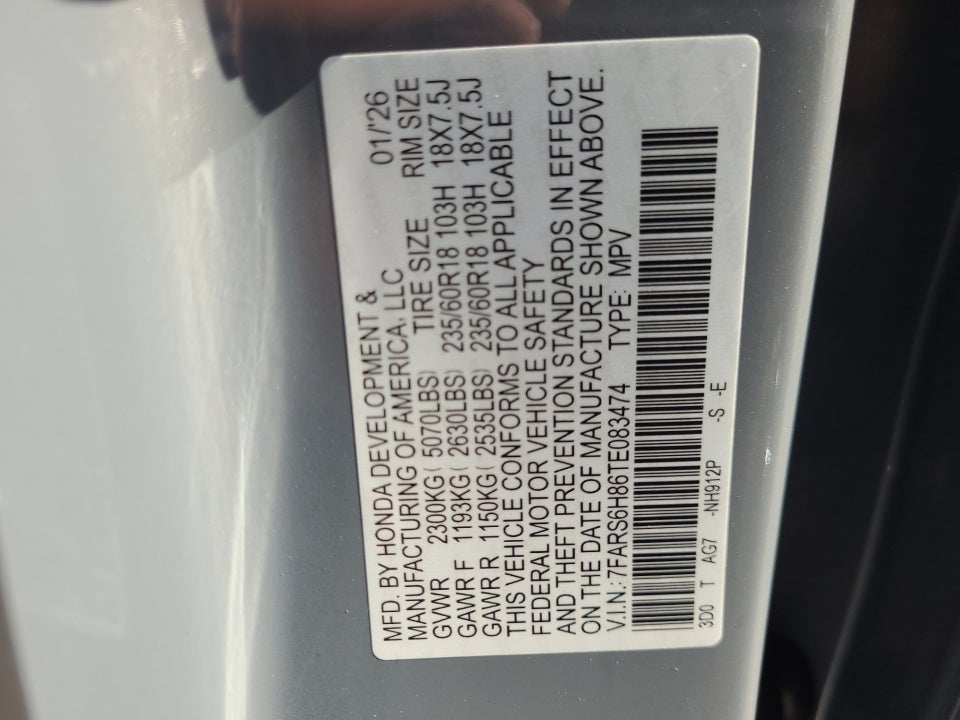 MFD. BY HONDA DEVELOPMENT &
MANUFACTURING OF AMERICA, LLC 01/'26
GVWR 2300KG ( 5070LBS) TIRE SIZE RIM SIZE
GAWR F 1193KG ( 2630LBS) 235/60R18 103H 18X7.5J
GAWR R 1150KG ( 2535LBS) 235/60R18 103H 18X7.5J
THIS VEHICLE CONFORMS TO ALL APPLICABLE
FEDERAL MOTOR VEHICLE SAFETY
AND THEFT PREVENTION STANDARDS IN EFFECT
ON THE DATE OF MANUFACTURE SHOWN ABOVE.
V.I.N.: 7FARS6H86TE083474 TYPE: MPV
3D0 T AG7 -NH912P -S -E